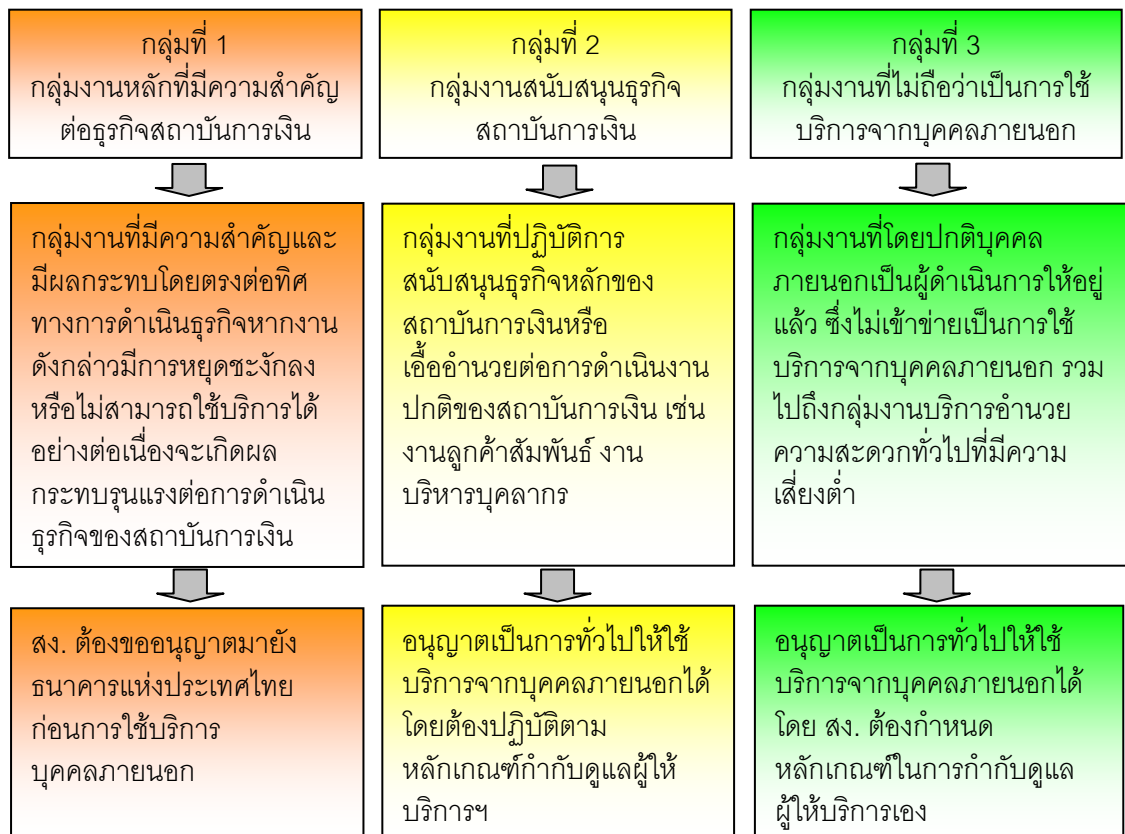 กลุ่มที่ 1
กลุ่มงานหลักที่มีความสำคัญ
ต่อธุรกิจสถาบันการเงิน
กลุ่มที่ 2
กลุ่มงานสนับสนุนธุรกิจ
สถาบันการเงิน
กลุ่มที่ 3
กลุ่มงานที่ไม่ถือว่าเป็นการใช้
บริการจากบุคคลภายนอก
กลุ่มงานที่มีความสำคัญและ
มีผลกระทบโดยตรงต่อทิศ
ทางการดำเนินธุรกิจหากงาน
ดังกล่าวมีการหยุดชะงักลง
หรือไม่สามารถใช้บริการได้
อย่างต่อเนื่องจะเกิดผล
กระทบรุนแรงต่อการดำเนิน
ธุรกิจของสถาบันการเงิน
กลุ่มงานที่ปฏิบัติการ
สนับสนุนธุรกิจหลักของ
สถาบันการเงินหรือ
เอื้ออำนวยต่อการดำเนินงาน
ปกติของสถาบันการเงิน เช่น
งานลูกค้าสัมพันธ์ งาน
บริหารบุคลากร
กลุ่มงานที่โดยปกติบุคคล
ภายนอกเป็นผู้ดำเนินการให้อยู่
แล้ว ซึ่งไม่เข้าข่ายเป็นการใช้
บริการจากบุคคลภายนอก รวม
ไปถึงกลุ่มงานบริการอำนวย
ความสะดวกทั่วไปที่มีความ
เสี่ยงต่ำ
สง. ต้องขออนุญาตมายัง
ธนาคารแห่งประเทศไทย
ก่อนการใช้บริการ
บุคคลภายนอก
อนุญาตเป็นการทั่วไปให้ใช้
บริการจากบุคคลภายนอกได้
โดยต้องปฏิบัติตาม
หลักเกณฑ์กำกับดูแลผู้ให้
บริการฯ
อนุญาตเป็นการทั่วไปให้ใช้
บริการจากบุคคลภายนอกได้
โดย สง. ต้องกำหนด
หลักเกณฑ์ในการกำกับดูแล
ผู้ให้บริการเอง